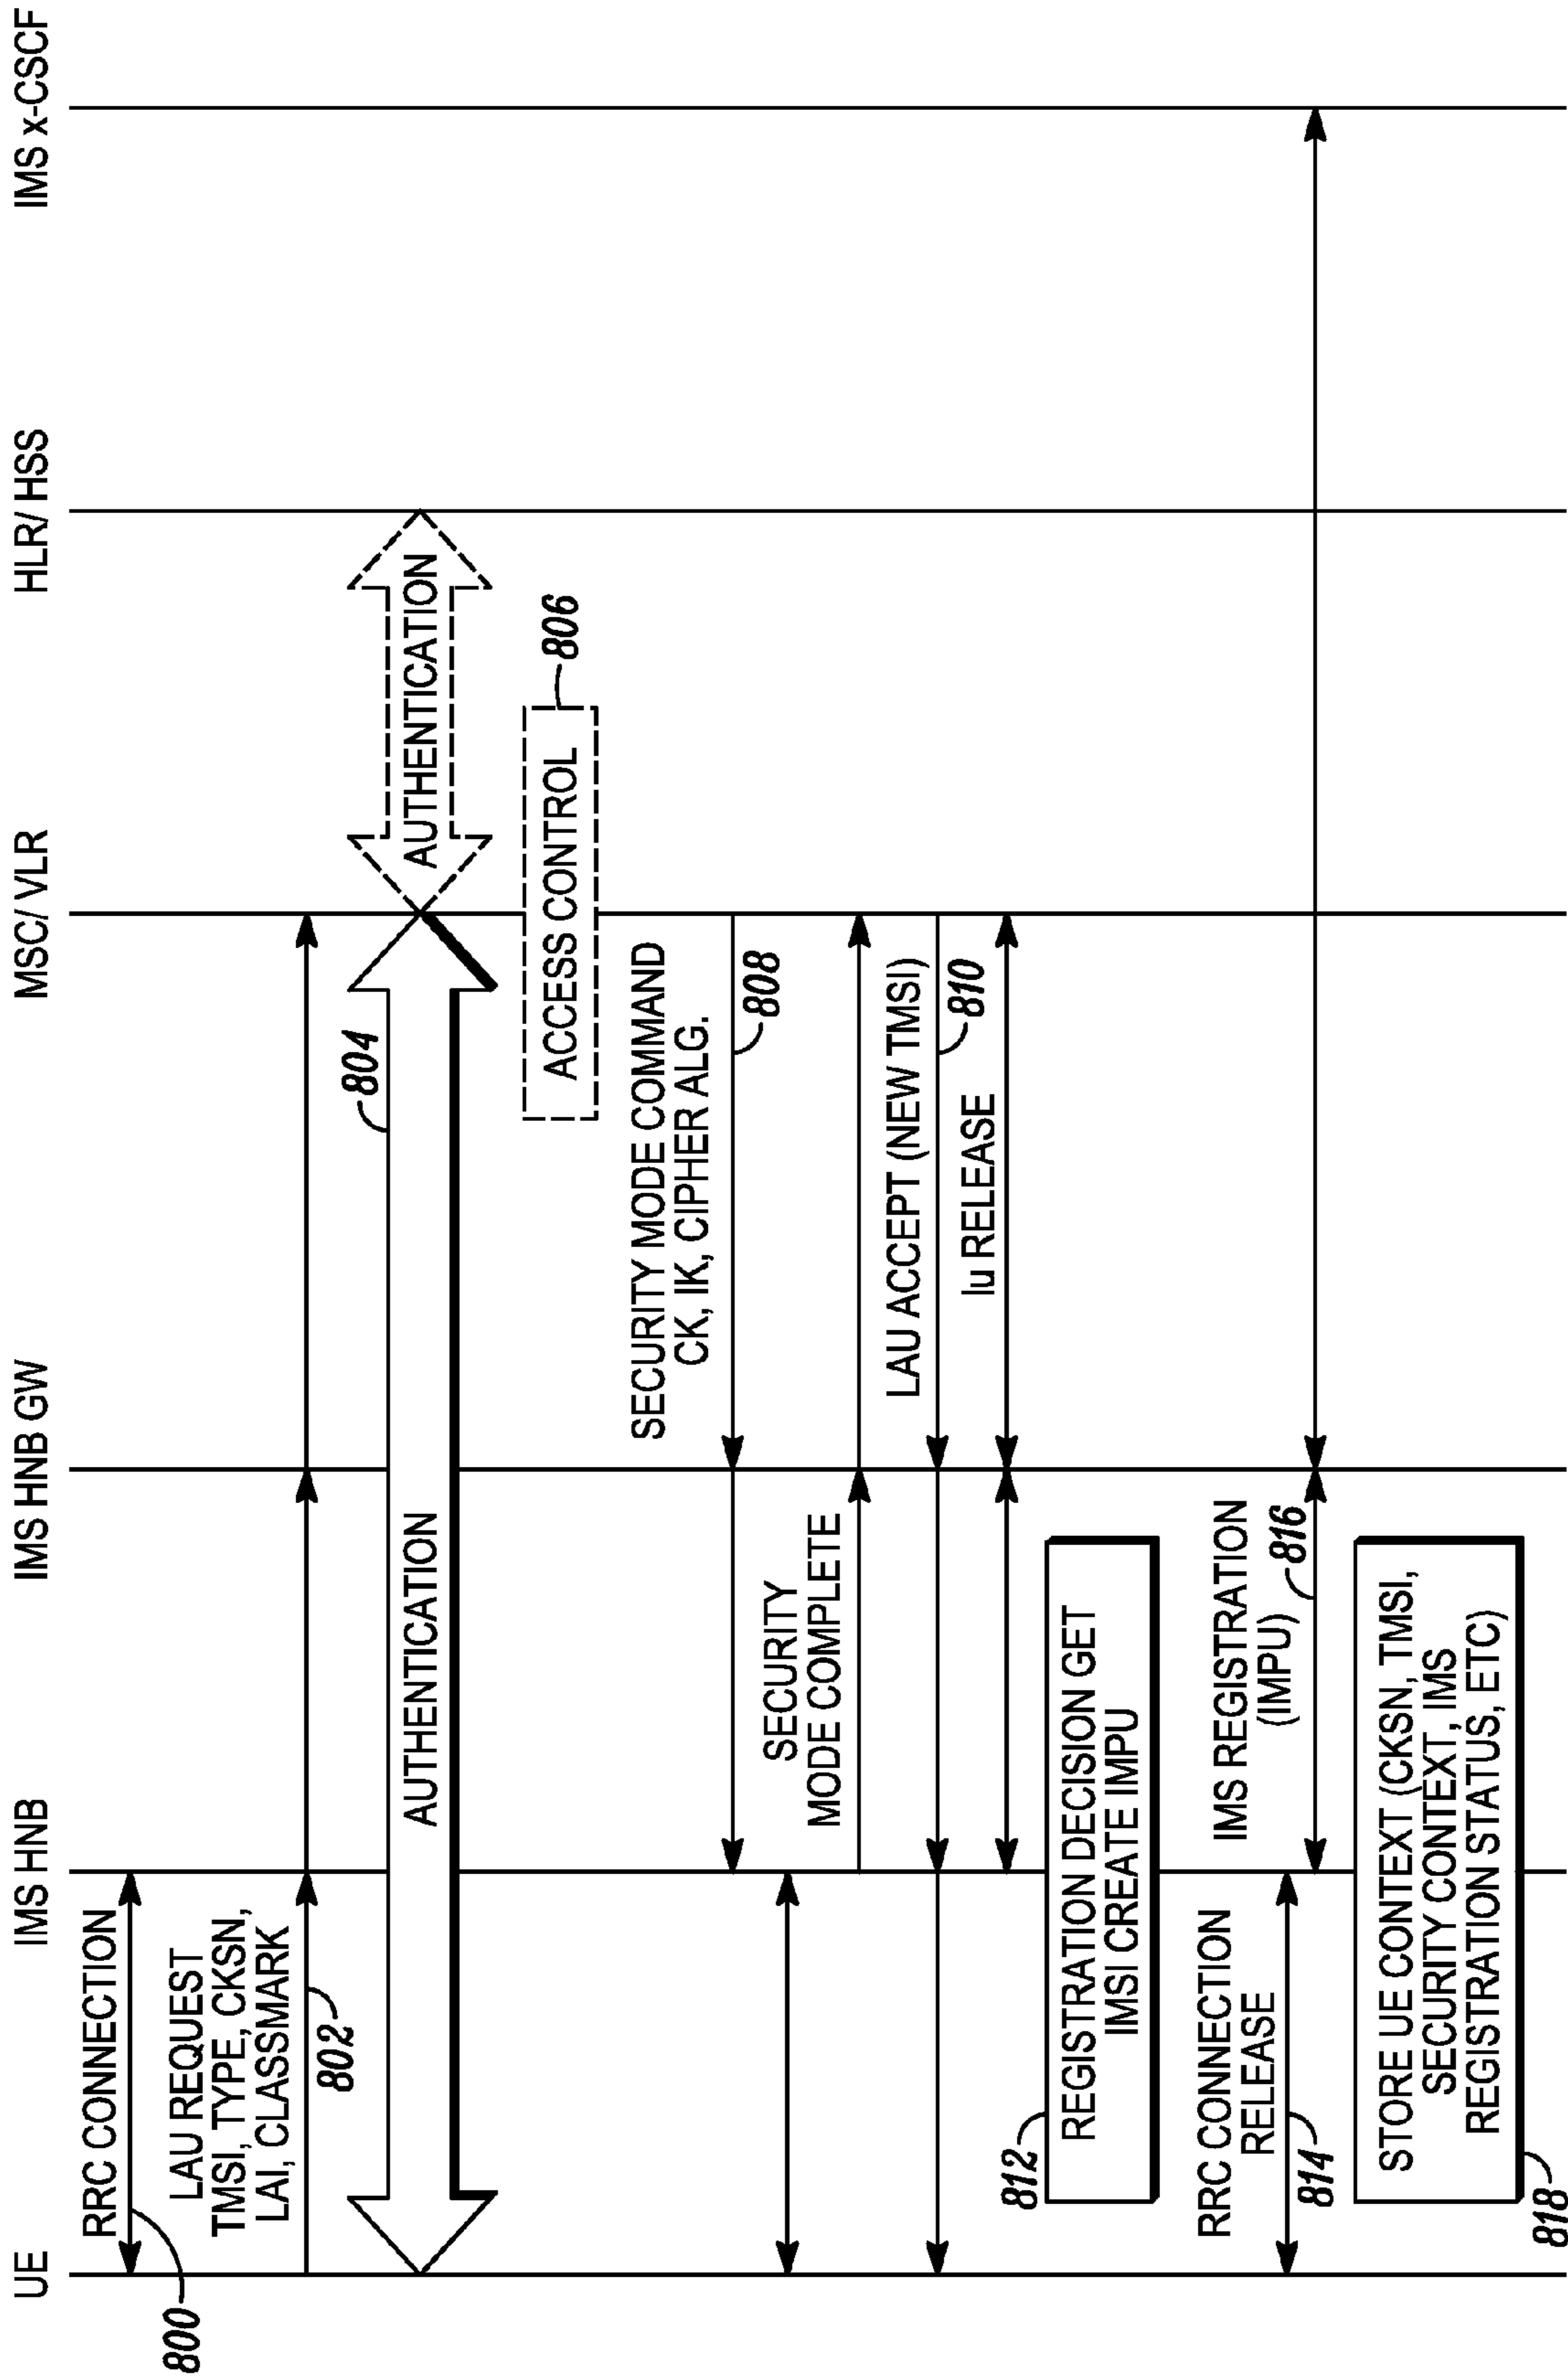 UE
IMS HNB
IMS HNB GW
MSC/ VLR
HLR/ HSS
IMS x-CSCF
RRC CONNECTION
800
LAU REQUEST
TMSI, TYPE, CKSN,
LAI, CLASSMARK
802
AUTHENTICATION
804
AUTHENTICATION
ACCESS CONTROL
806
SECURITY MODE COMMAND
CK, IK, CIPHER ALG.
808
SECURITY
MODE COMPLETE
LAU ACCEPT (NEW TMSI)
810
Iu RELEASE
812
REGISTRATION DECISION GET
IMSI CREATE IMPU
RRC CONNECTION
RELEASE
814
IMS REGISTRATION
(IMPU)
816
STORE UE CONTEXT (CKSN, TMSI,
SECURITY CONTEXT, IMS
REGISTRATION STATUS, ETC)
818